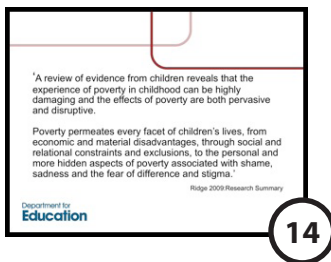 ‘A review of evidence from children reveals that the
experience of poverty in childhood can be highly
damaging and the effects of poverty are both pervasive
and disruptive.
Poverty permeates every facet of children's lives, from
economic and material disadvantages, through social and
relational constraints and exclusions, to the personal and
more hidden aspects of poverty associated with shame,
sadness and the fear of difference and stigma.’
Ridge 2009:Research Summary
Department for
Education
14